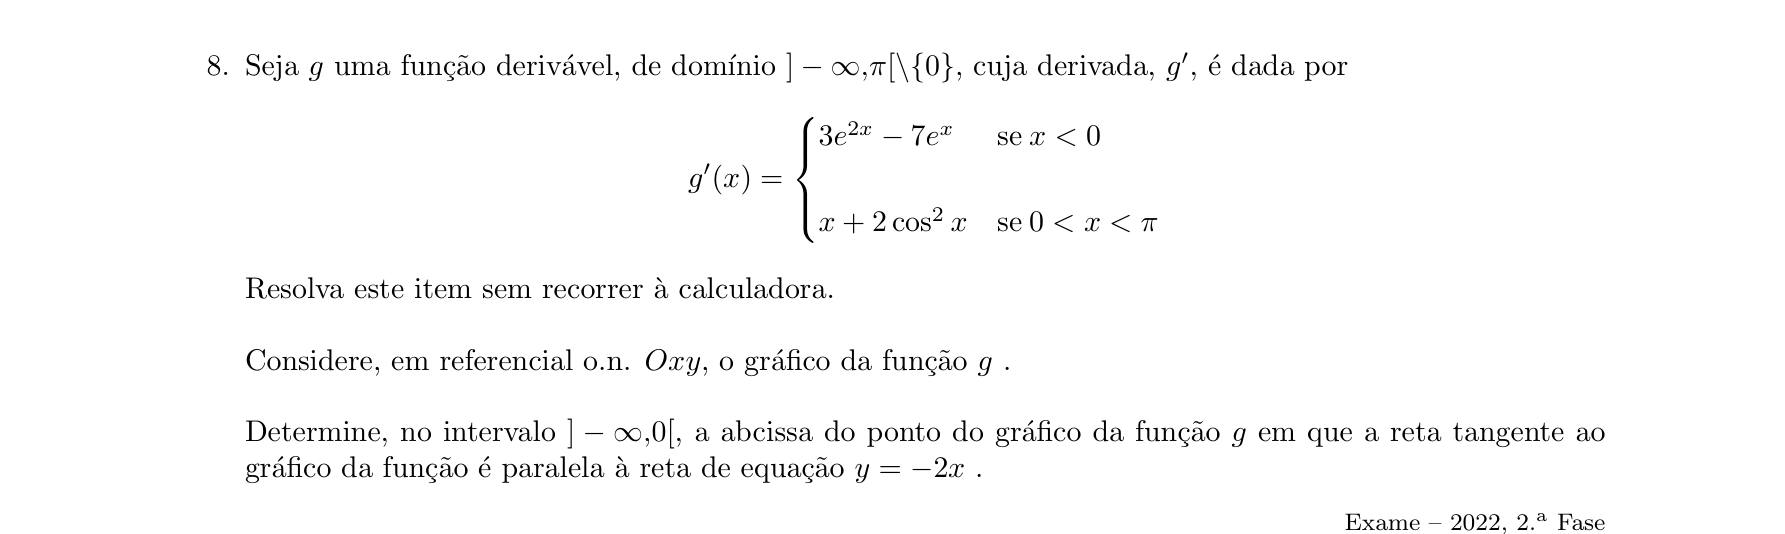 8. Seja g uma função derivável, de domínio ] − ∞,π[\{0}, cuja derivada, g′, é dada por
g′(x) = { 3e^{2x} − 7e^x se x < 0
x + 2 cos² x se 0 < x < π
Resolva este item sem recorrer à calculadora.
Considere, em referencial o.n. Oxy, o gráfico da função g .
Determine, no intervalo ] − ∞,0[, a abcissa do ponto do gráfico da função g em que a reta tangente ao
gráfico da função é paralela à reta de equação y = −2x .
Exame – 2022, 2.ª Fase